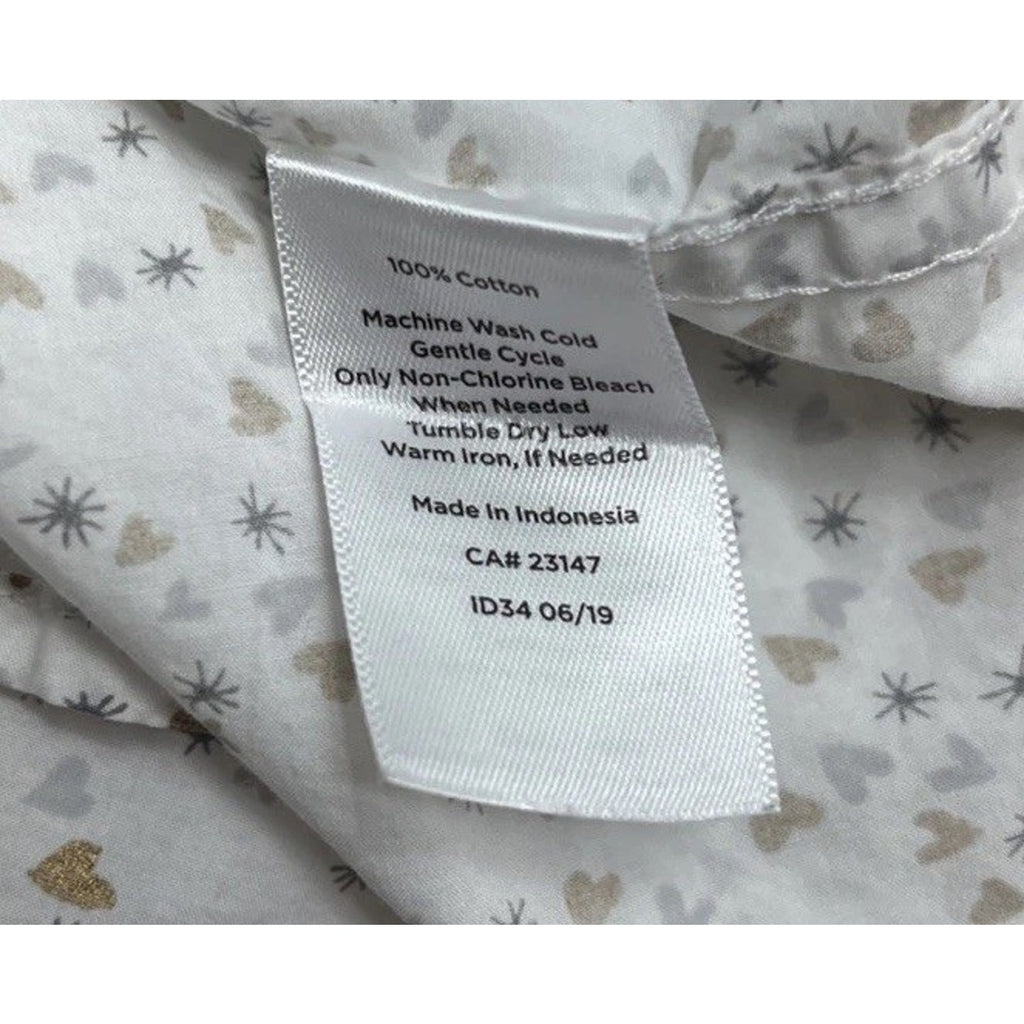 100% Cotton
Machine Wash Cold
Gentle Cycle
Only Non-Chlorine Bleach
When Needed
Tumble Dry Low
Warm Iron, If Needed
Made In Indonesia
CA# 23147
ID34 06/19